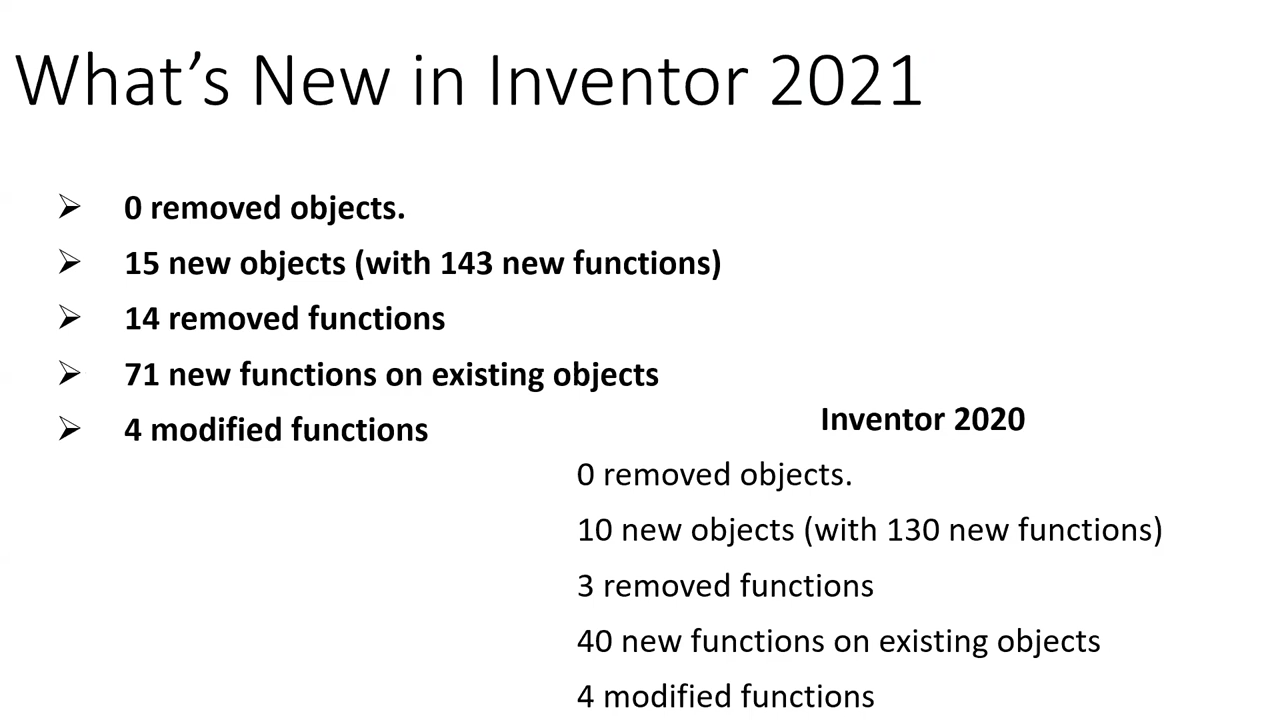 What’s New in Inventor 2021
➢ 0 removed objects.
➢ 15 new objects (with 143 new functions)
➢ 14 removed functions
➢ 71 new functions on existing objects
➢ 4 modified functions
Inventor 2020
0 removed objects.
10 new objects (with 130 new functions)
3 removed functions
40 new functions on existing objects
4 modified functions